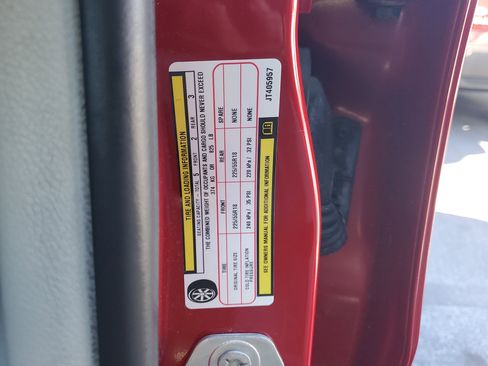 TIRE AND LOADING INFORMATION
SEATING CAPACITY - TOTAL 5 FRONT 2 REAR 3
THE COMBINED WEIGHT OF OCCUPANTS AND CARGO SHOULD NEVER EXCEED
374 KG OR 825 LB
TIRE FRONT REAR SPARE
ORIGINAL TIRE SIZE 225/55R18 225/55R18 NONE
COLD TIRE INFLATION PRESSURE 240 kPa / 35 PSI 220 kPa / 32 PSI NONE
SEE OWNERS MANUAL FOR ADDITIONAL INFORMATION
JT405957